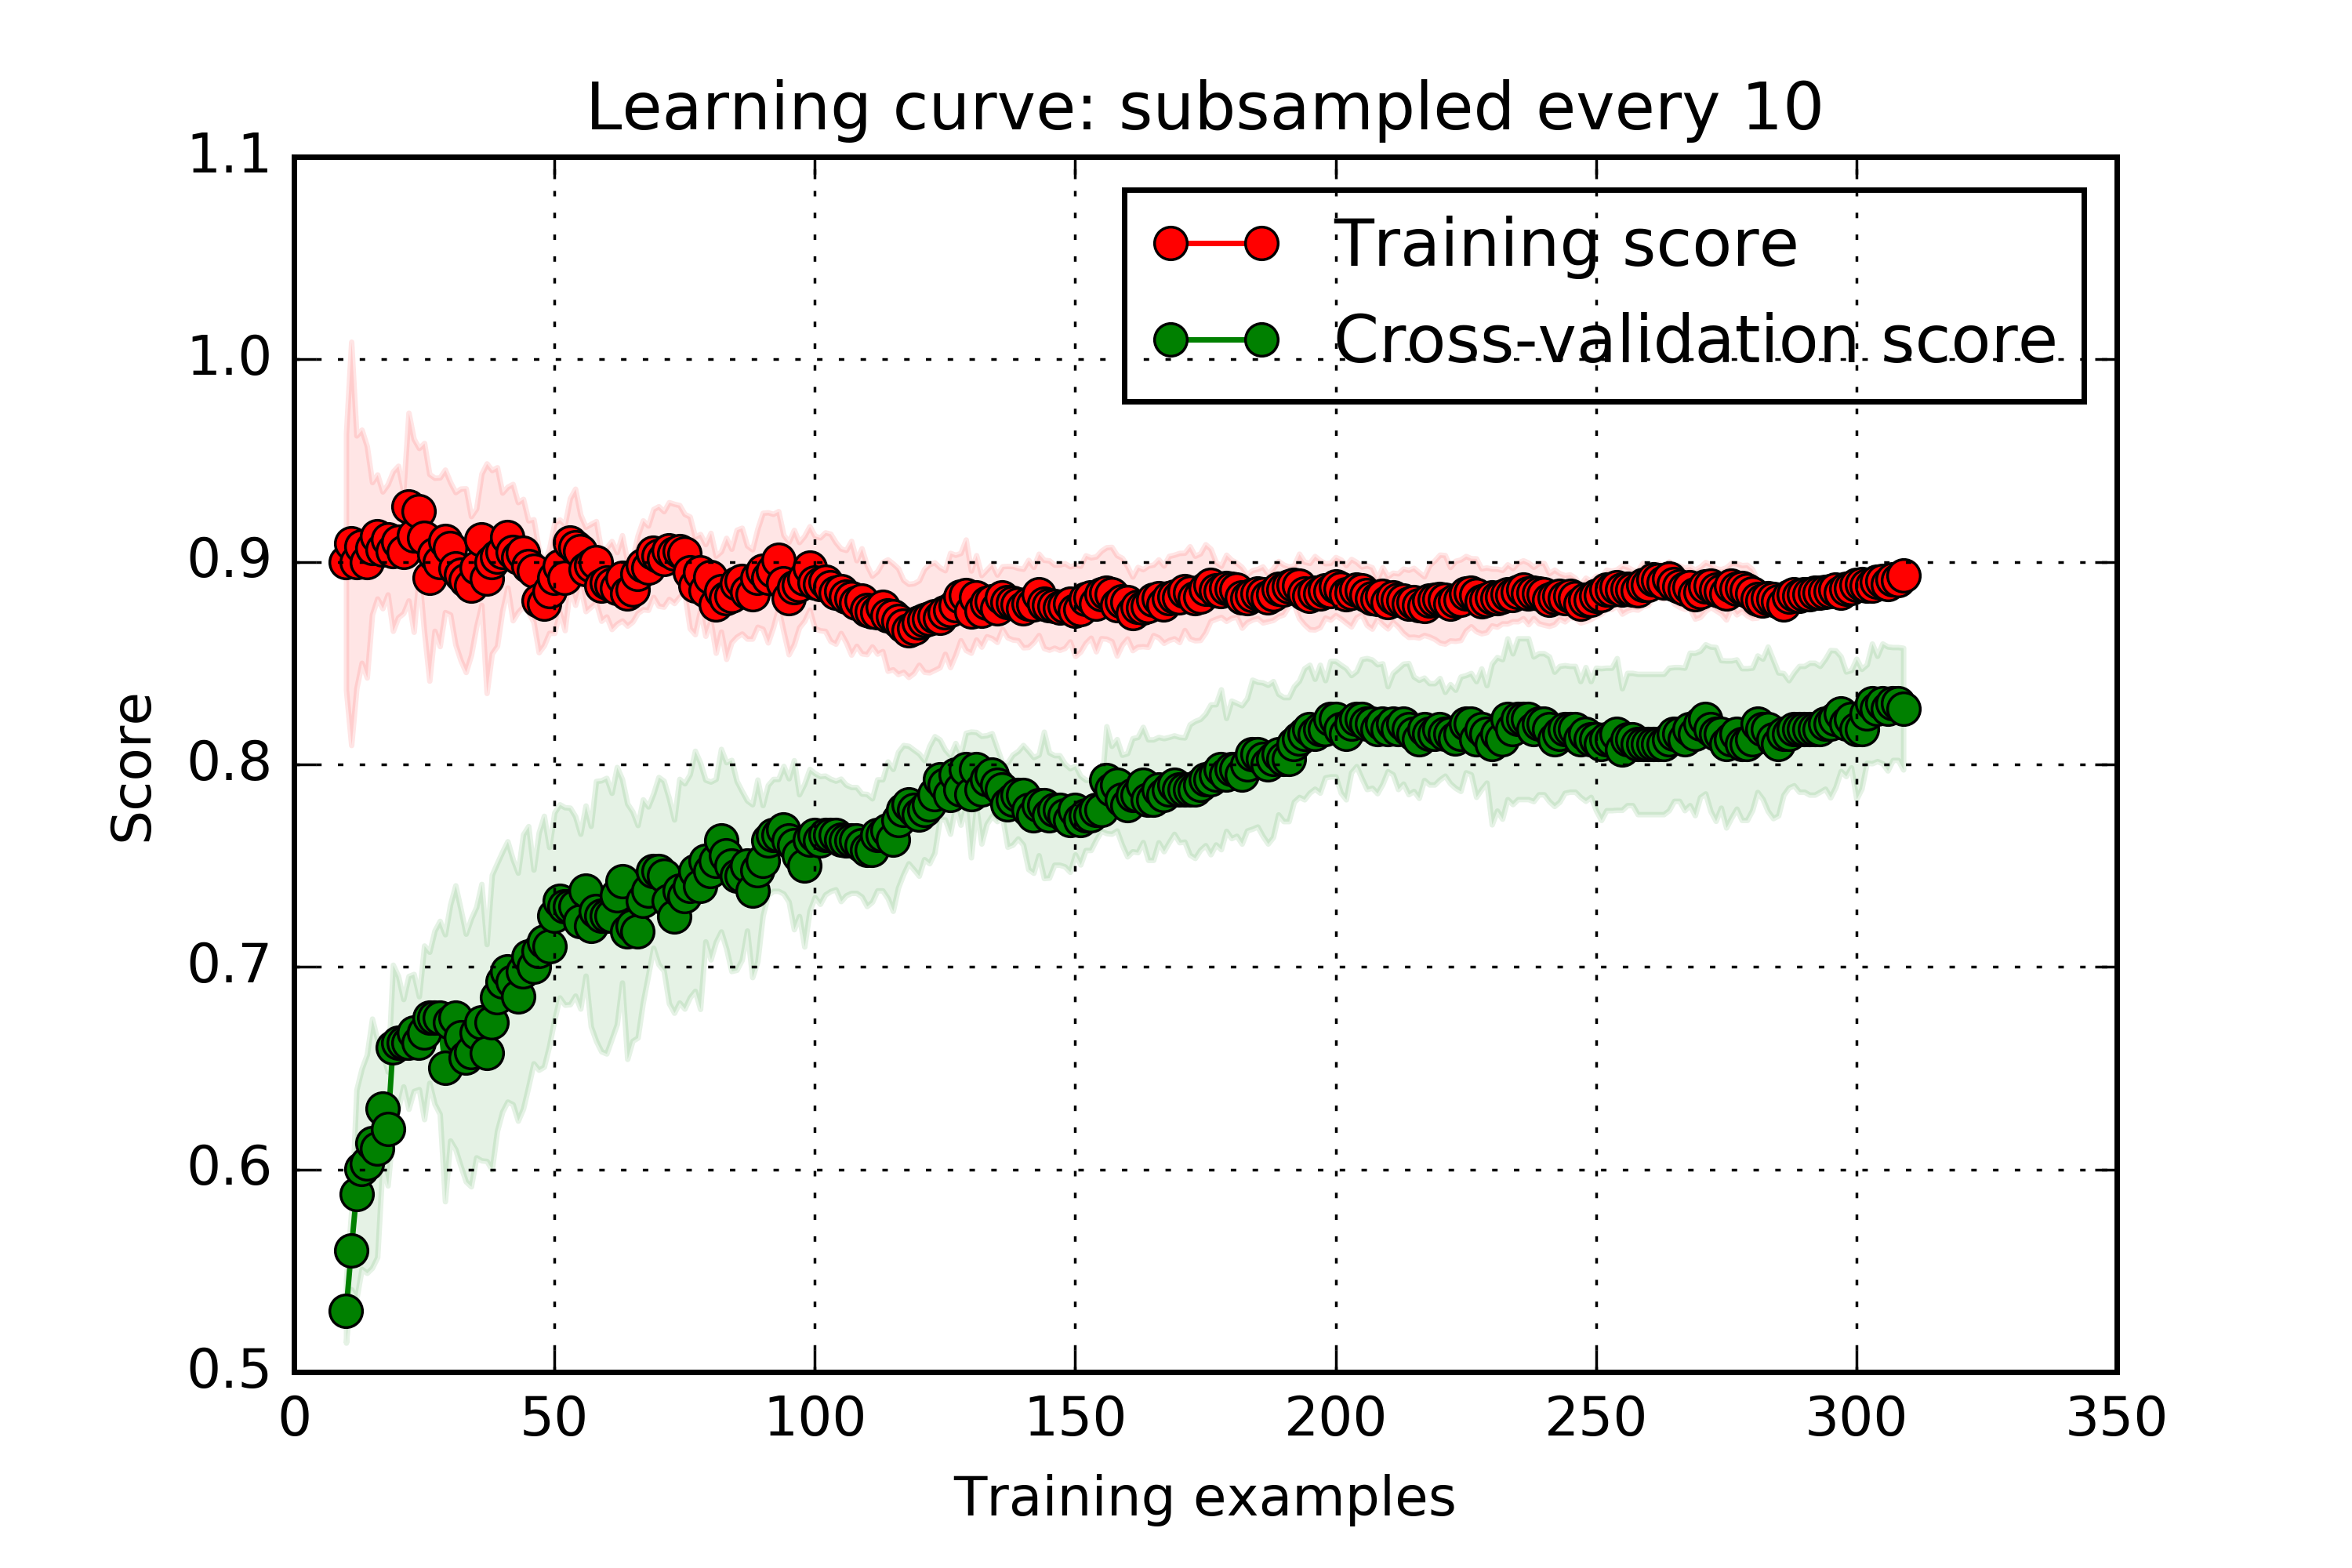 Learning curve: subsampled every 10
1.1
1.0
0.9
0.8
0.7
0.6
0.5
Score
Training score
Cross-validation score
0 50 100 150 200 250 300 350
Training examples